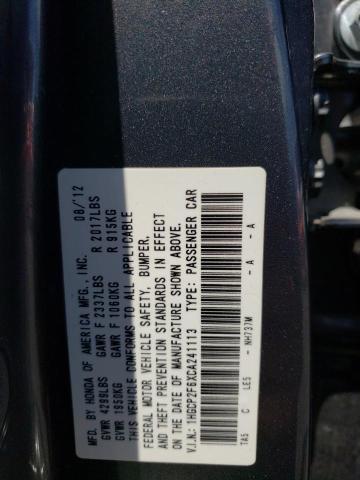 MFD. BY HONDA OF AMERICA MFG., INC. 08/'12
GVWR 4299LBS GAWR F 2337LBS R 2017LBS
GVWR 1950KG GAWR F 1060KG R 915KG
THIS VEHICLE CONFORMS TO ALL APPLICABLE
FEDERAL MOTOR VEHICLE SAFETY, BUMPER,
AND THEFT PREVENTION STANDARDS IN EFFECT
ON THE DATE OF MANUFACTURE SHOWN ABOVE.
V.I.N.: 1HGCP2F6XCA241113 TYPE: PASSENGER CAR
TA5 C LE5 - NH737M - A - A